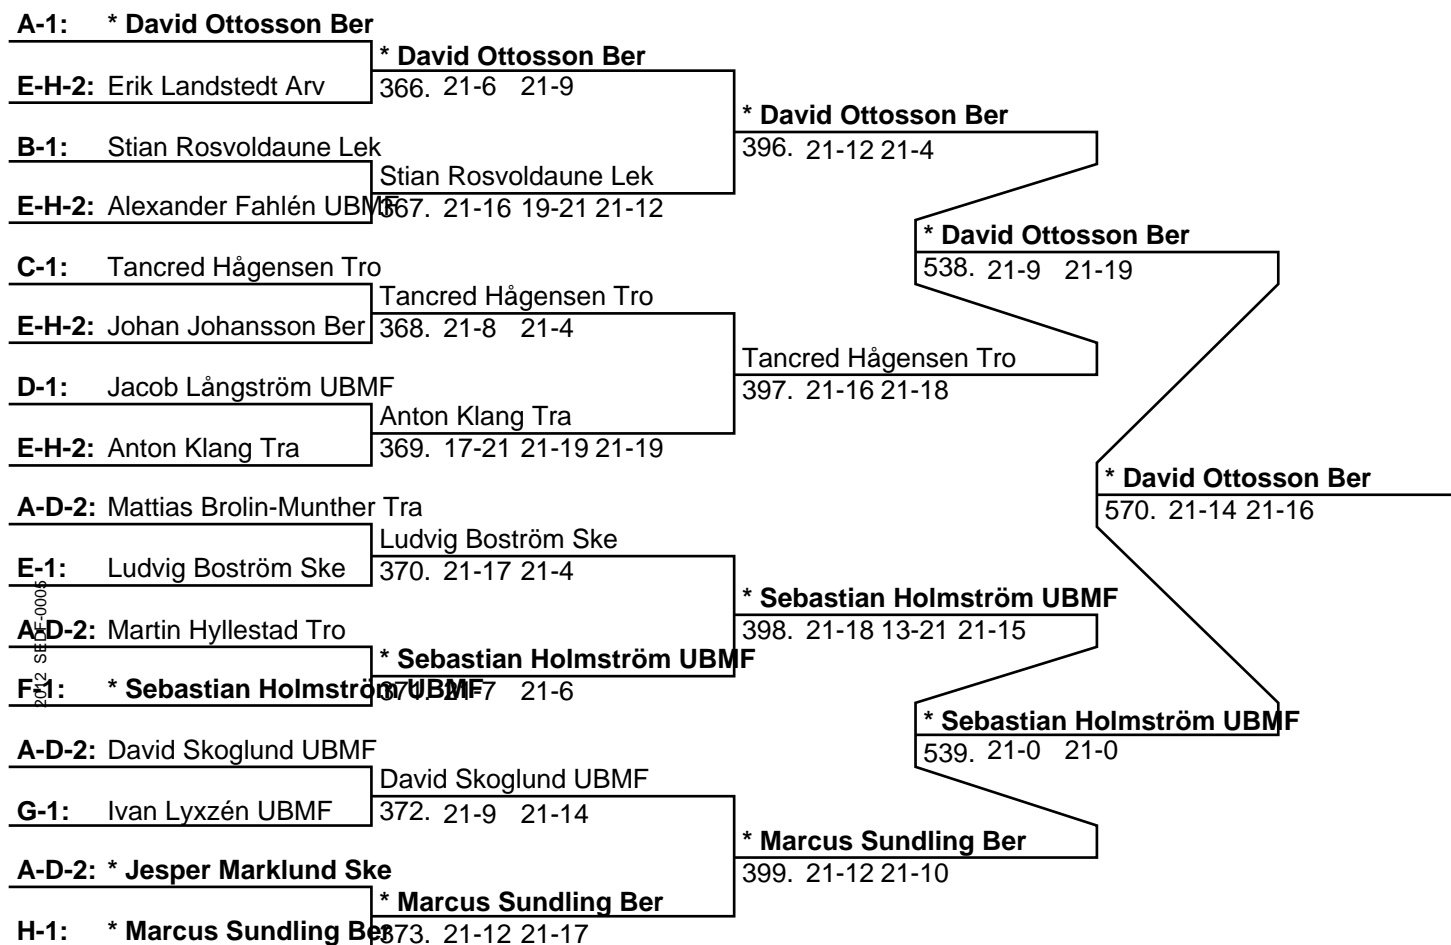 A-1: * David Ottosson Ber
* David Ottosson Ber
E-H-2: Erik Landstedt Arv
366. 21-6 21-9
* David Ottosson Ber
B-1: Stian Rosvoldaune Lek
396. 21-12 21-4
Stian Rosvoldaune Lek
E-H-2: Alexander Fahlén UBMF
367. 21-16 19-21 21-12
* David Ottosson Ber
C-1: Tancred Hågensen Tro
538. 21-9 21-19
Tancred Hågensen Tro
E-H-2: Johan Johansson Ber
368. 21-8 21-4
Tancred Hågensen Tro
D-1: Jacob Långström UBMF
397. 21-16 21-18
Anton Klang Tra
E-H-2: Anton Klang Tra
369. 17-21 21-19 21-19
* David Ottosson Ber
A-D-2: Mattias Brolin-Munther Tra
570. 21-14 21-16
Ludvig Boström Ske
E-1: Ludvig Boström Ske
370. 21-17 21-4
* Sebastian Holmström UBMF
A-D-2: Martin Hyllestad Tro
398. 21-18 13-21 21-15
* Sebastian Holmström UBMF
F-1: * Sebastian Holmström UBMF
371. 21-7 21-6
2012 SEDF-0005
* Sebastian Holmström UBMF
A-D-2: David Skoglund UBMF
539. 21-0 21-0
David Skoglund UBMF
G-1: Ivan Lyxzén UBMF
372. 21-9 21-14
* Marcus Sundling Ber
A-D-2: * Jesper Marklund Ske
399. 21-12 21-10
* Marcus Sundling Ber
H-1: * Marcus Sundling Ber
373. 21-12 21-17